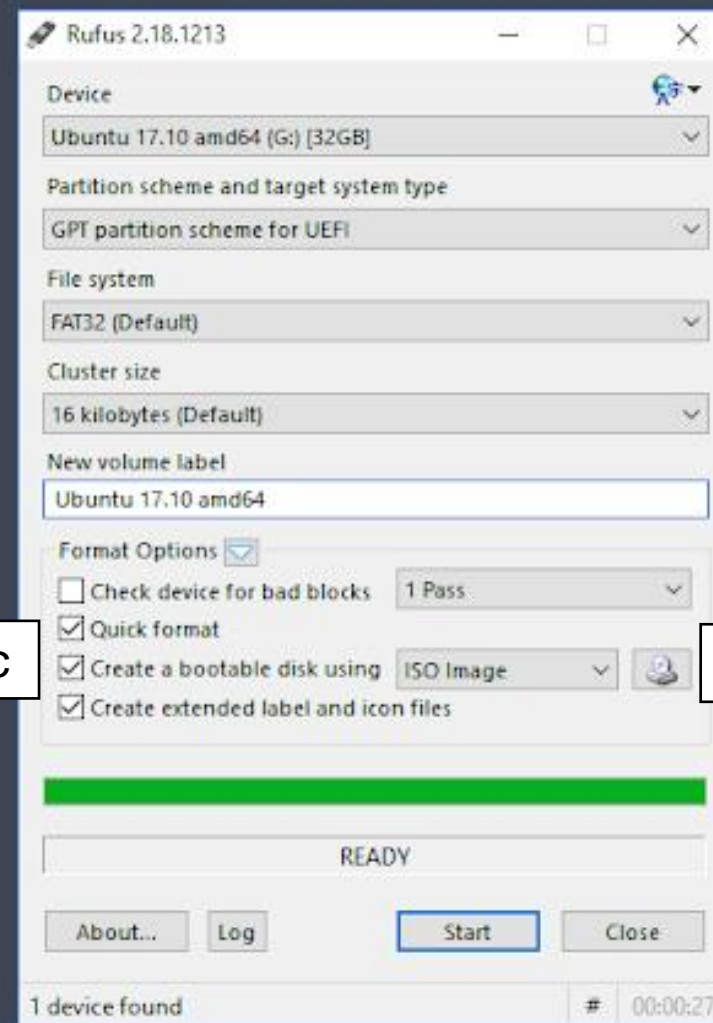 Rufus 2.18.1213
Device
Ubuntu 17.10 amd64 (G:) [32GB]
Partition scheme and target system type
GPT partition scheme for UEFI
File system
FAT32 (Default)
Cluster size
16 kilobytes (Default)
New volume label
Ubuntu 17.10 amd64
Format Options
Check device for bad blocks 1 Pass
Quick format
c
Create a bootable disk using ISO Image
Create extended label and icon files
READY
About... Log Start Close
1 device found # 00:00:27